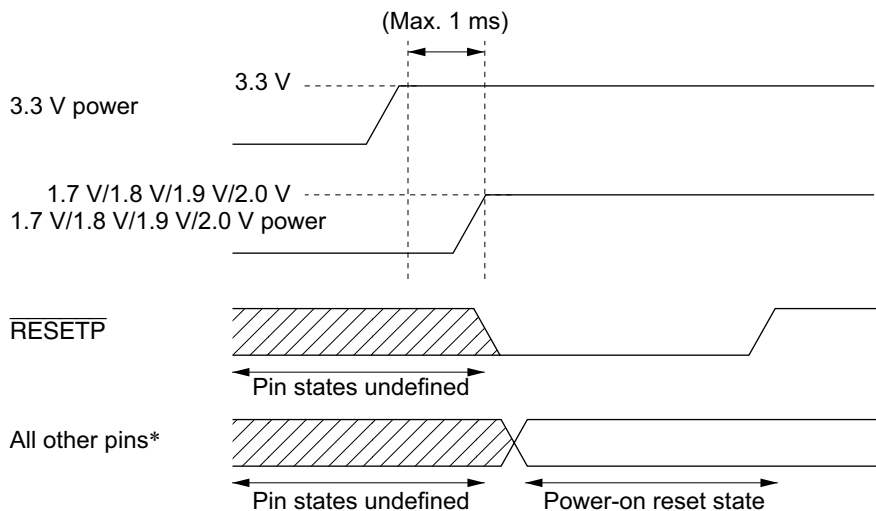 (Max. 1 ms)
3.3 V
3.3 V power
1.7 V/1.8 V/1.9 V/2.0 V
1.7 V/1.8 V/1.9 V/2.0 V power
RESETP
Pin states undefined
All other pins*
Pin states undefined
Power-on reset state